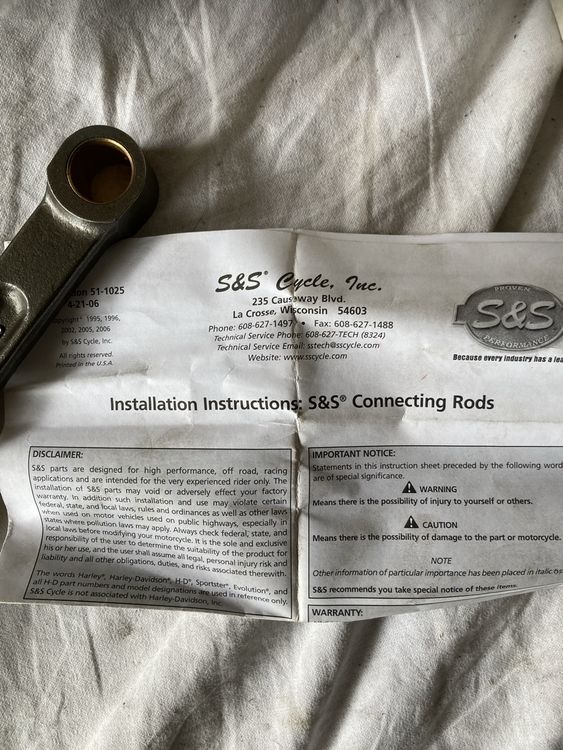 on 51-1025
4-21-06
Copyright© 1995, 1996,
2002, 2005, 2006
by S&S Cycle, Inc.
All rights reserved.
Printed in the U.S.A.
S&S® Cycle, Inc.
235 Causeway Blvd.
La Crosse, Wisconsin 54603
Phone: 608-627-1497 • Fax: 608-627-1488
Technical Service Phone: 608-627-TECH (8324)
Technical Service Email: sstech@sscycle.com
Website: www.sscycle.com
PROVEN
S&S
PERFORMANCE
Because every industry has a lea
Installation Instructions: S&S® Connecting Rods
DISCLAIMER:
S&S parts are designed for high performance, off road, racing
applications and are intended for the very experienced rider only. The
installation of S&S parts may void or adversely effect your factory
warranty. In addition such installation and use may violate certain
federal, state, and local laws, rules and ordinances as well as other laws
when used on motor vehicles used on public highways, especially in
states where pollution laws may apply. Always check federal, state, and
local laws before modifying your motorcycle. It is the sole and exclusive
responsibility of the user to determine the suitability of the product for
his or her use, and the user shall assume all legal, personal injury risk and
liability and all other obligations, duties, and risks associated therewith.
The words Harley®, Harley-Davidson®, H-D®, Sportster®, Evolution®, and
all H-D part numbers and model designations are used in reference only.
S&S Cycle is not associated with Harley-Davidson, Inc.
IMPORTANT NOTICE:
Statements in this instruction sheet preceded by the following word
are of special significance.
WARNING
Means there is the possibility of injury to yourself or others.
CAUTION
Means there is the possibility of damage to the part or motorcycle.
NOTE
Other information of particular importance has been placed in italic
S&S recommends you take special notice of these items.
WARRANTY: